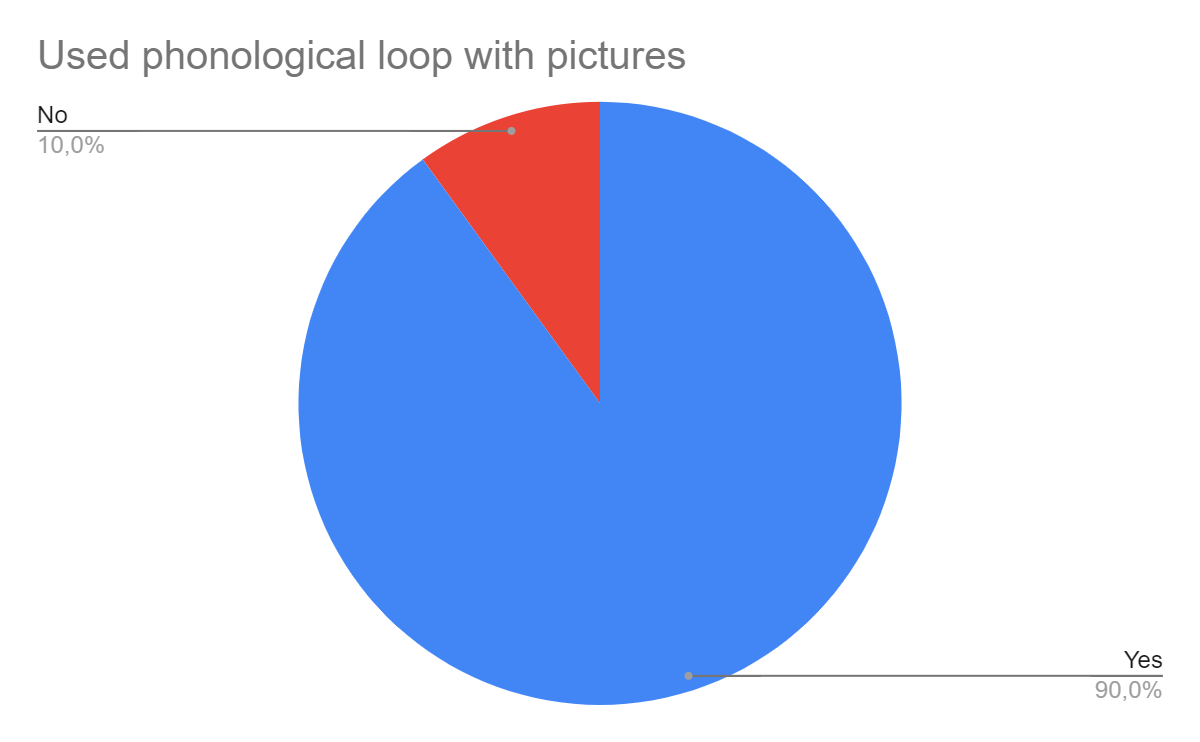 Used phonological loop with pictures
No
10,0%
Yes
90,0%